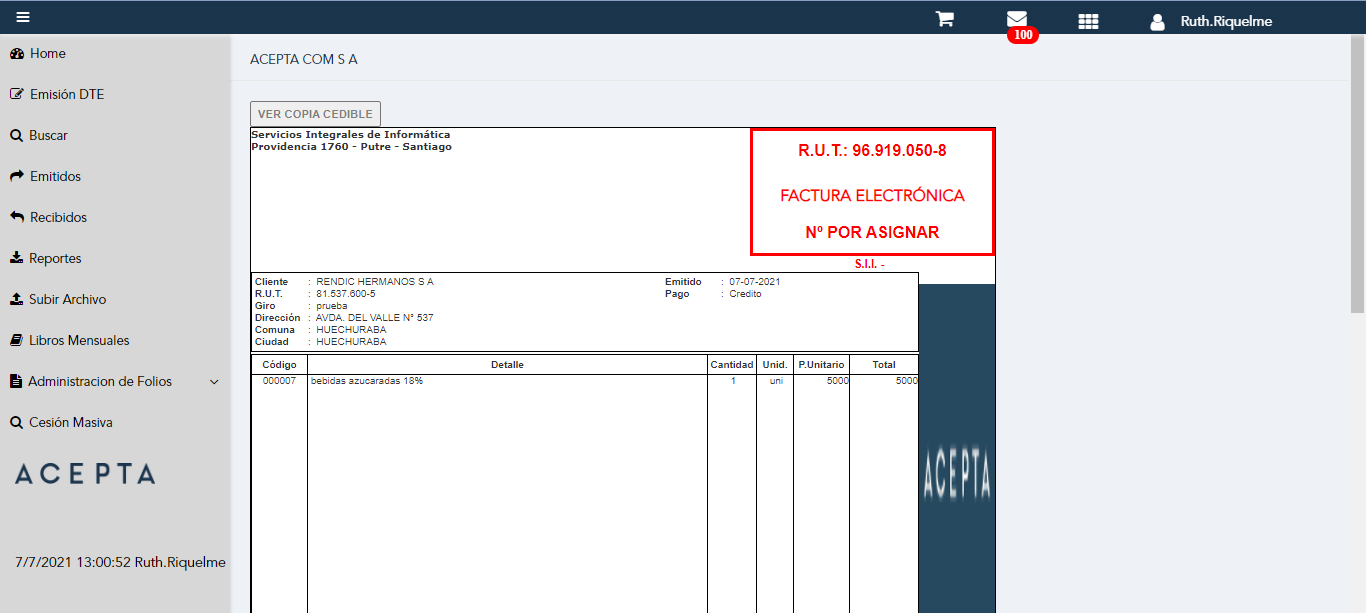 Ruth.Riquelme
100
Home
Emisión DTE
Buscar
Emitidos
Recibidos
Reportes
Subir Archivo
Libros Mensuales
Administracion de Folios
Cesión Masiva
ACEPTA
7/7/2021 13:00:52 Ruth.Riquelme
ACEPTA COM S A
VER COPIA CEDIBLE
Servicios Integrales de Informática
Providencia 1760 - Putre - Santiago
R.U.T.: 96.919.050-8
FACTURA ELECTRÓNICA
Nº POR ASIGNAR
S.I.I. -
Cliente : RENDIC HERMANOS S A Emitido : 07-07-2021
R.U.T. : 81.537.600-5 Pago : Credito
Giro : prueba
Dirección : AVDA. DEL VALLE N° 537
Comuna : HUECHURABA
Ciudad : HUECHURABA
Código Detalle Cantidad Unid. P.Unitario Total
000007 bebidas azucaradas 18% 1 uni 5000 5000
ACEPTA